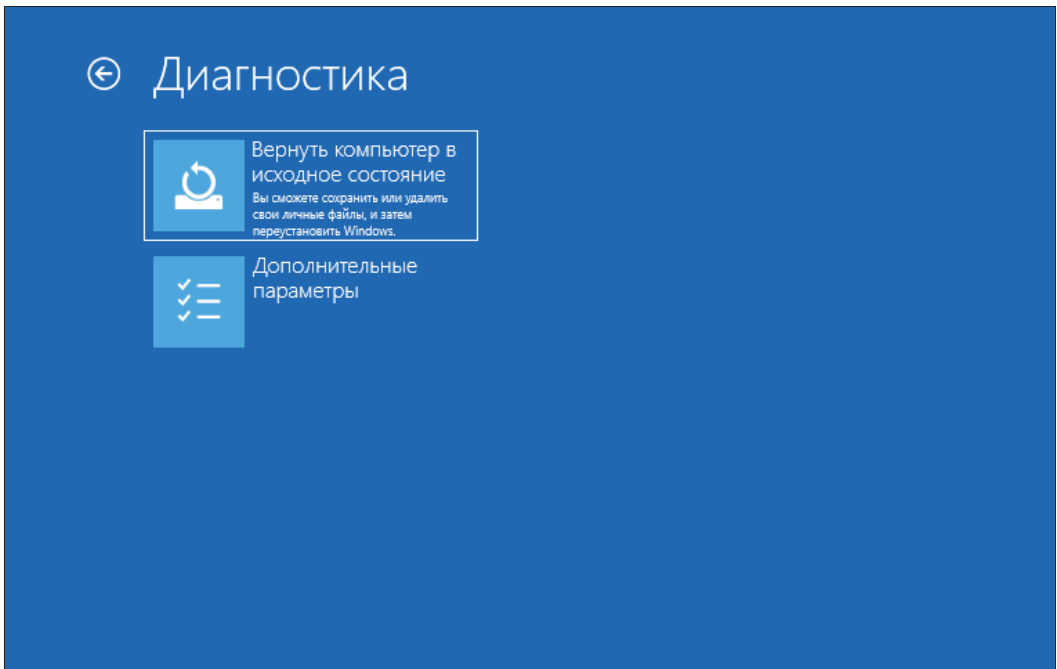 Диагностика
Вернуть компьютер в
исходное состояние
Вы сможете сохранить или удалить
свои личные файлы, и затем
переустановить Windows.
Дополнительные
параметры